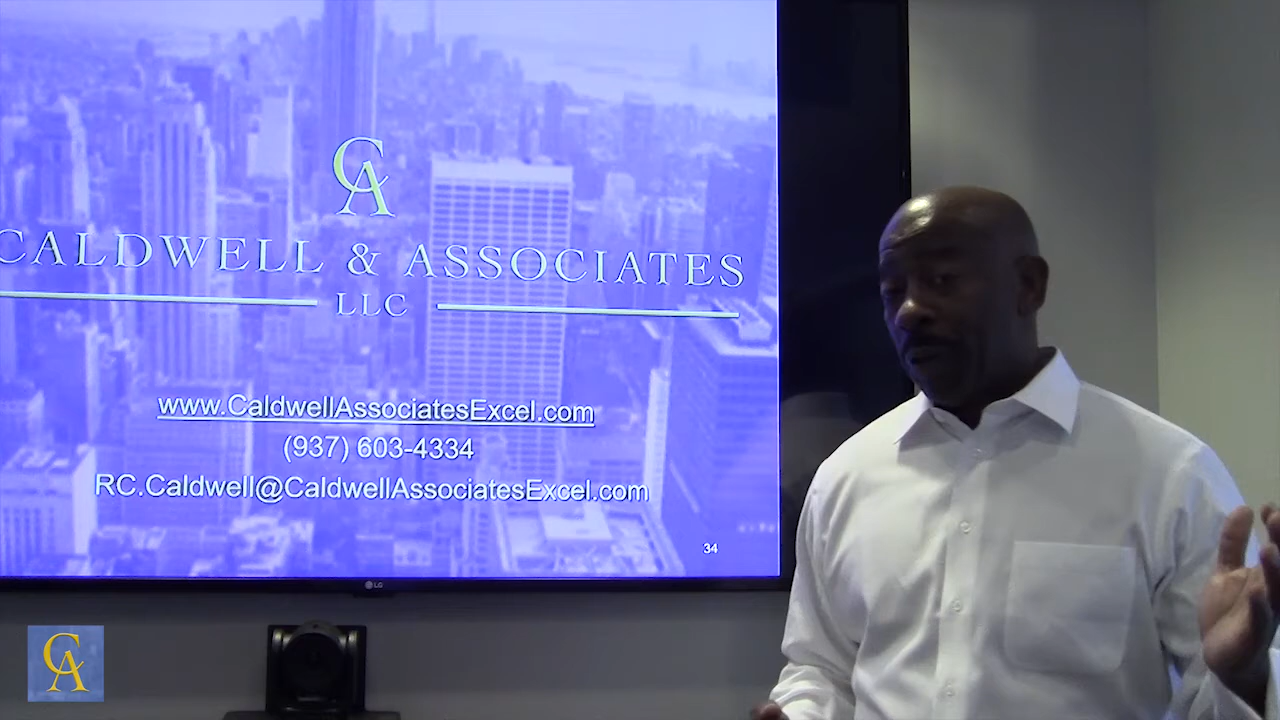 CA
CALDWELL & ASSOCIATES
LLC
www.CaldwellAssociatesExcel.com
(937) 603-4334
RC.Caldwell@CaldwellAssociatesExcel.com
34
LG
CA